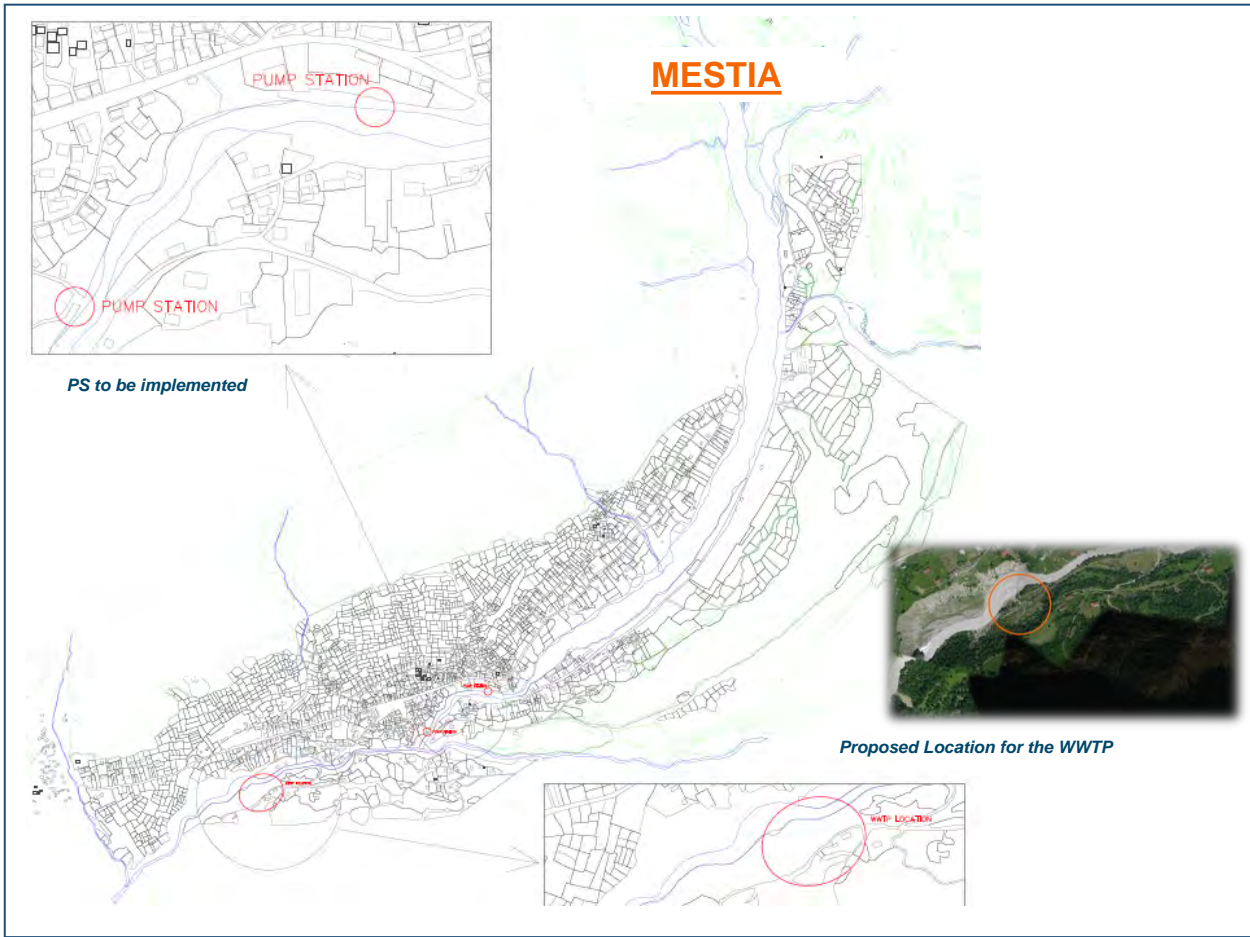 MESTIA
PUMP STATION
PUMP STATION
PS to be implemented
Proposed Location for the WWTP
WWTP LOCATION